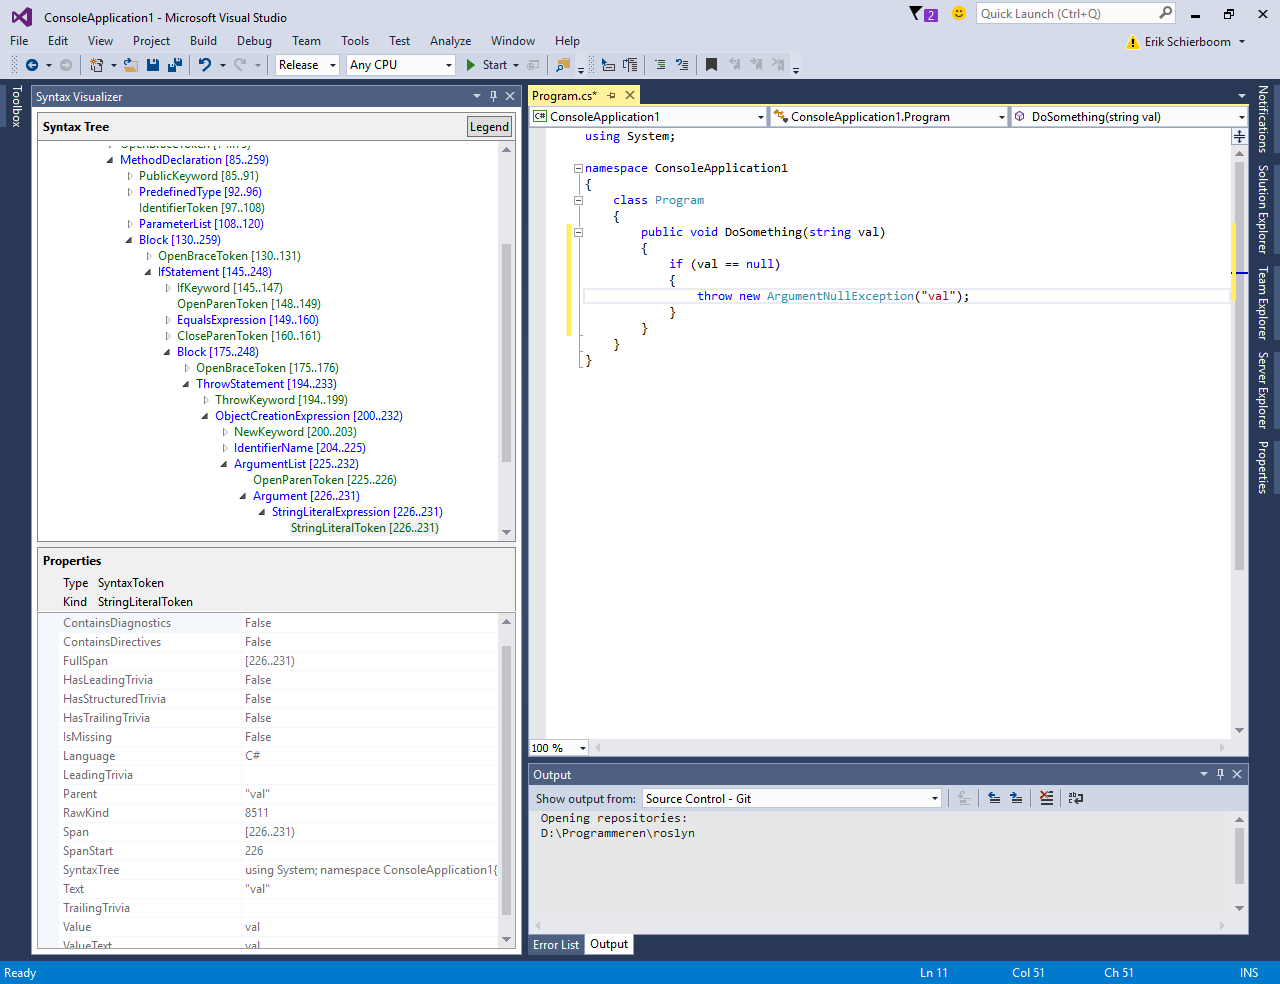 ConsoleApplication1 - Microsoft Visual Studio
2
Quick Launch (Ctrl+Q)
File Edit View Project Build Debug Team Tools Test Analyze Window Help
Erik Schierboom
Release Any CPU Start
Toolbox
Syntax Visualizer
Syntax Tree
Legend
MethodDeclaration [85..259)
PublicKeyword [85..91)
PredefinedType [92..96)
IdentifierToken [97..108)
ParameterList [108..120)
Block [130..259)
OpenBraceToken [130..131)
IfStatement [145..248)
IfKeyword [145..147)
OpenParenToken [148..149)
EqualsExpression [149..160)
CloseParenToken [160..161)
Block [175..248)
OpenBraceToken [175..176)
ThrowStatement [194..233)
ThrowKeyword [194..199)
ObjectCreationExpression [200..232)
NewKeyword [200..203)
IdentifierName [204..225)
ArgumentList [225..232)
OpenParenToken [225..226)
Argument [226..231)
StringLiteralExpression [226..231)
StringLiteralToken [226..231)
Properties
Type SyntaxToken
Kind StringLiteralToken
ContainsDiagnostics False
ContainsDirectives False
FullSpan [226..231)
HasLeadingTrivia False
HasStructuredTrivia False
HasTrailingTrivia False
IsMissing False
Language C#
LeadingTrivia
Parent "val"
RawKind 8511
Span [226..231)
SpanStart 226
SyntaxTree using System; namespace ConsoleApplication1{
Text "val"
TrailingTrivia
Value val
ValueText val
Program.cs*
C# ConsoleApplication1
ConsoleApplication1.Program
DoSomething(string val)
using System;
namespace ConsoleApplication1
{
class Program
{
public void DoSomething(string val)
{
if (val == null)
{
throw new ArgumentNullException("val");
}
}
}
}
100 %
Output
Show output from: Source Control - Git
Opening repositories:
D:\Programmeren\roslyn
Error List Output
Notifications
Solution Explorer
Team Explorer
Server Explorer
Properties
Ready
Ln 11
Col 51
Ch 51
INS